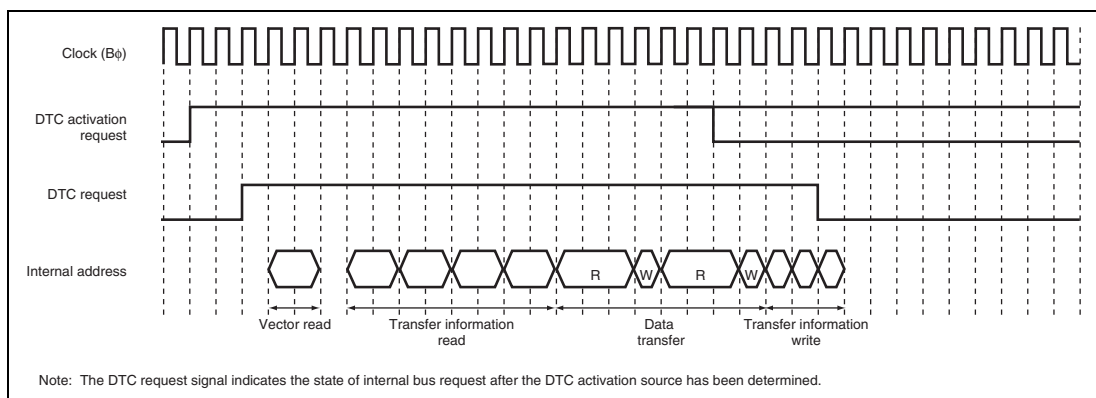 Clock (Bϕ)
DTC activation
request
DTC request
Internal address
R
W
R
W
Vector read
Transfer information
read
Data
transfer
Transfer information
write
Note: The DTC request signal indicates the state of internal bus request after the DTC activation source has been determined.